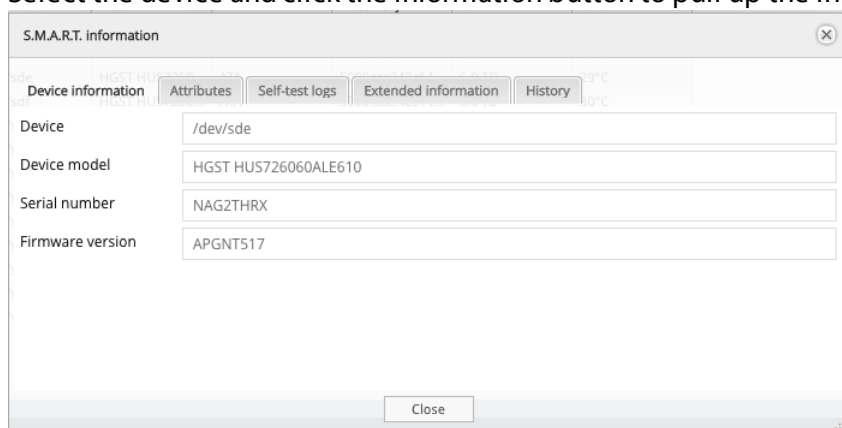 Select the device and click the information button to pull up the in
S.M.A.R.T. information
Device information Attributes Self-test logs Extended information History
Device /dev/sde
Device model HGST HUS726060ALE610
Serial number NAG2THRX
Firmware version APGNT517
Close